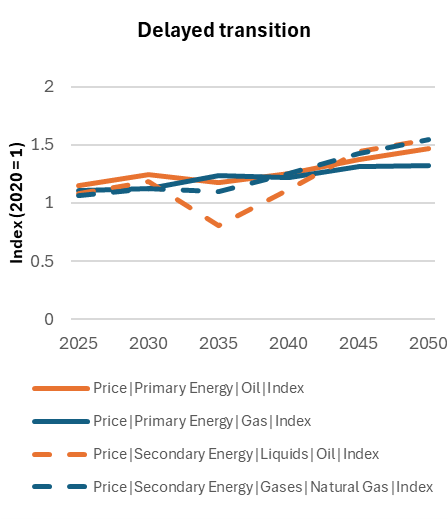 Delayed transition
Index (2020 = 1)
2
1.5
1
0.5
0
2025 2030 2035 2040 2045 2050
Price|Primary Energy|Oil|Index
Price|Primary Energy|Gas|Index
Price|Secondary Energy|Liquids|Oil|Index
Price|Secondary Energy|Gases|Natural Gas|Index